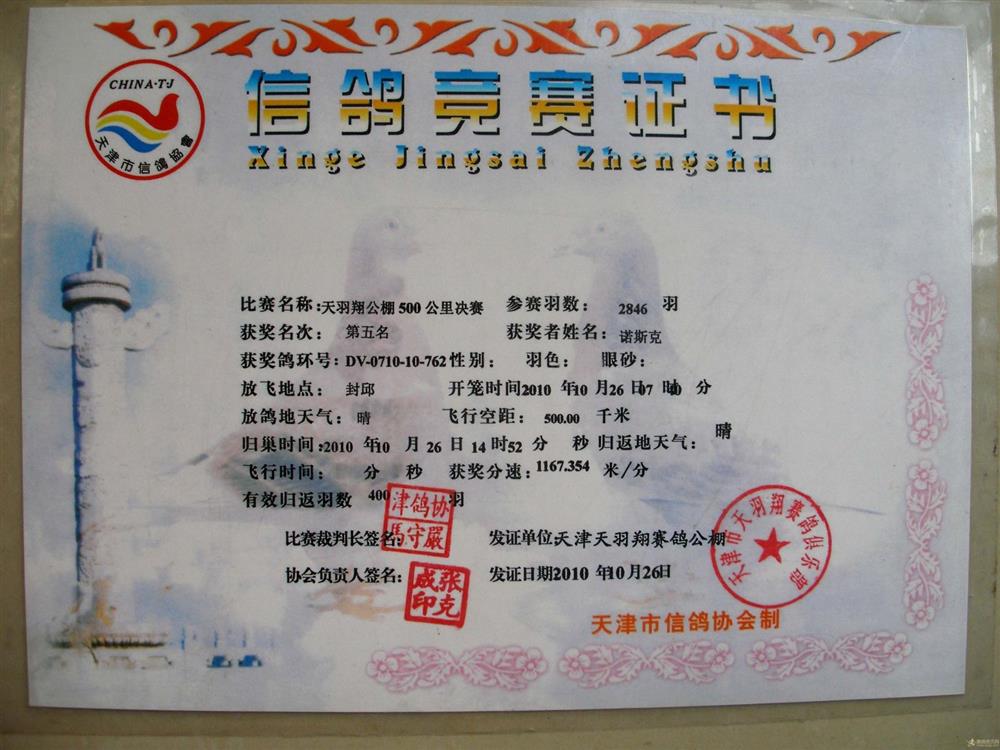 CHINA·TJ
天津市信鸽協會
信鸽竞赛证书
Xinge Jingsai Zhengshu
比赛名称:天羽翔公棚500公里决赛 参赛羽数: 2846 羽
获奖名次: 第五名 获奖者姓名: 诺斯克
获奖鸽环号:DV-0710-10-762 性别: 羽色: 眼砂:
放飞地点: 封邱 开笼时间2010 年10 月26 日07 时 10 分
放鸽地天气: 晴 飞行空距: 500.00 千米
归巢时间:2010 年10 月 26 日 14 时52 分 秒 归返地天气: 晴
飞行时间: 分 秒 获奖分速:1167.354 米/分
有效归返羽数 400 羽
津鸽协
馬守嚴
比赛裁判长签名: 发证单位:天津天羽翔赛鸽公棚
天津市天羽翔赛鸽俱乐部
协会负责人签名: 发证日期2010 年10月26日
張克
成印
天津市信鸽协会制